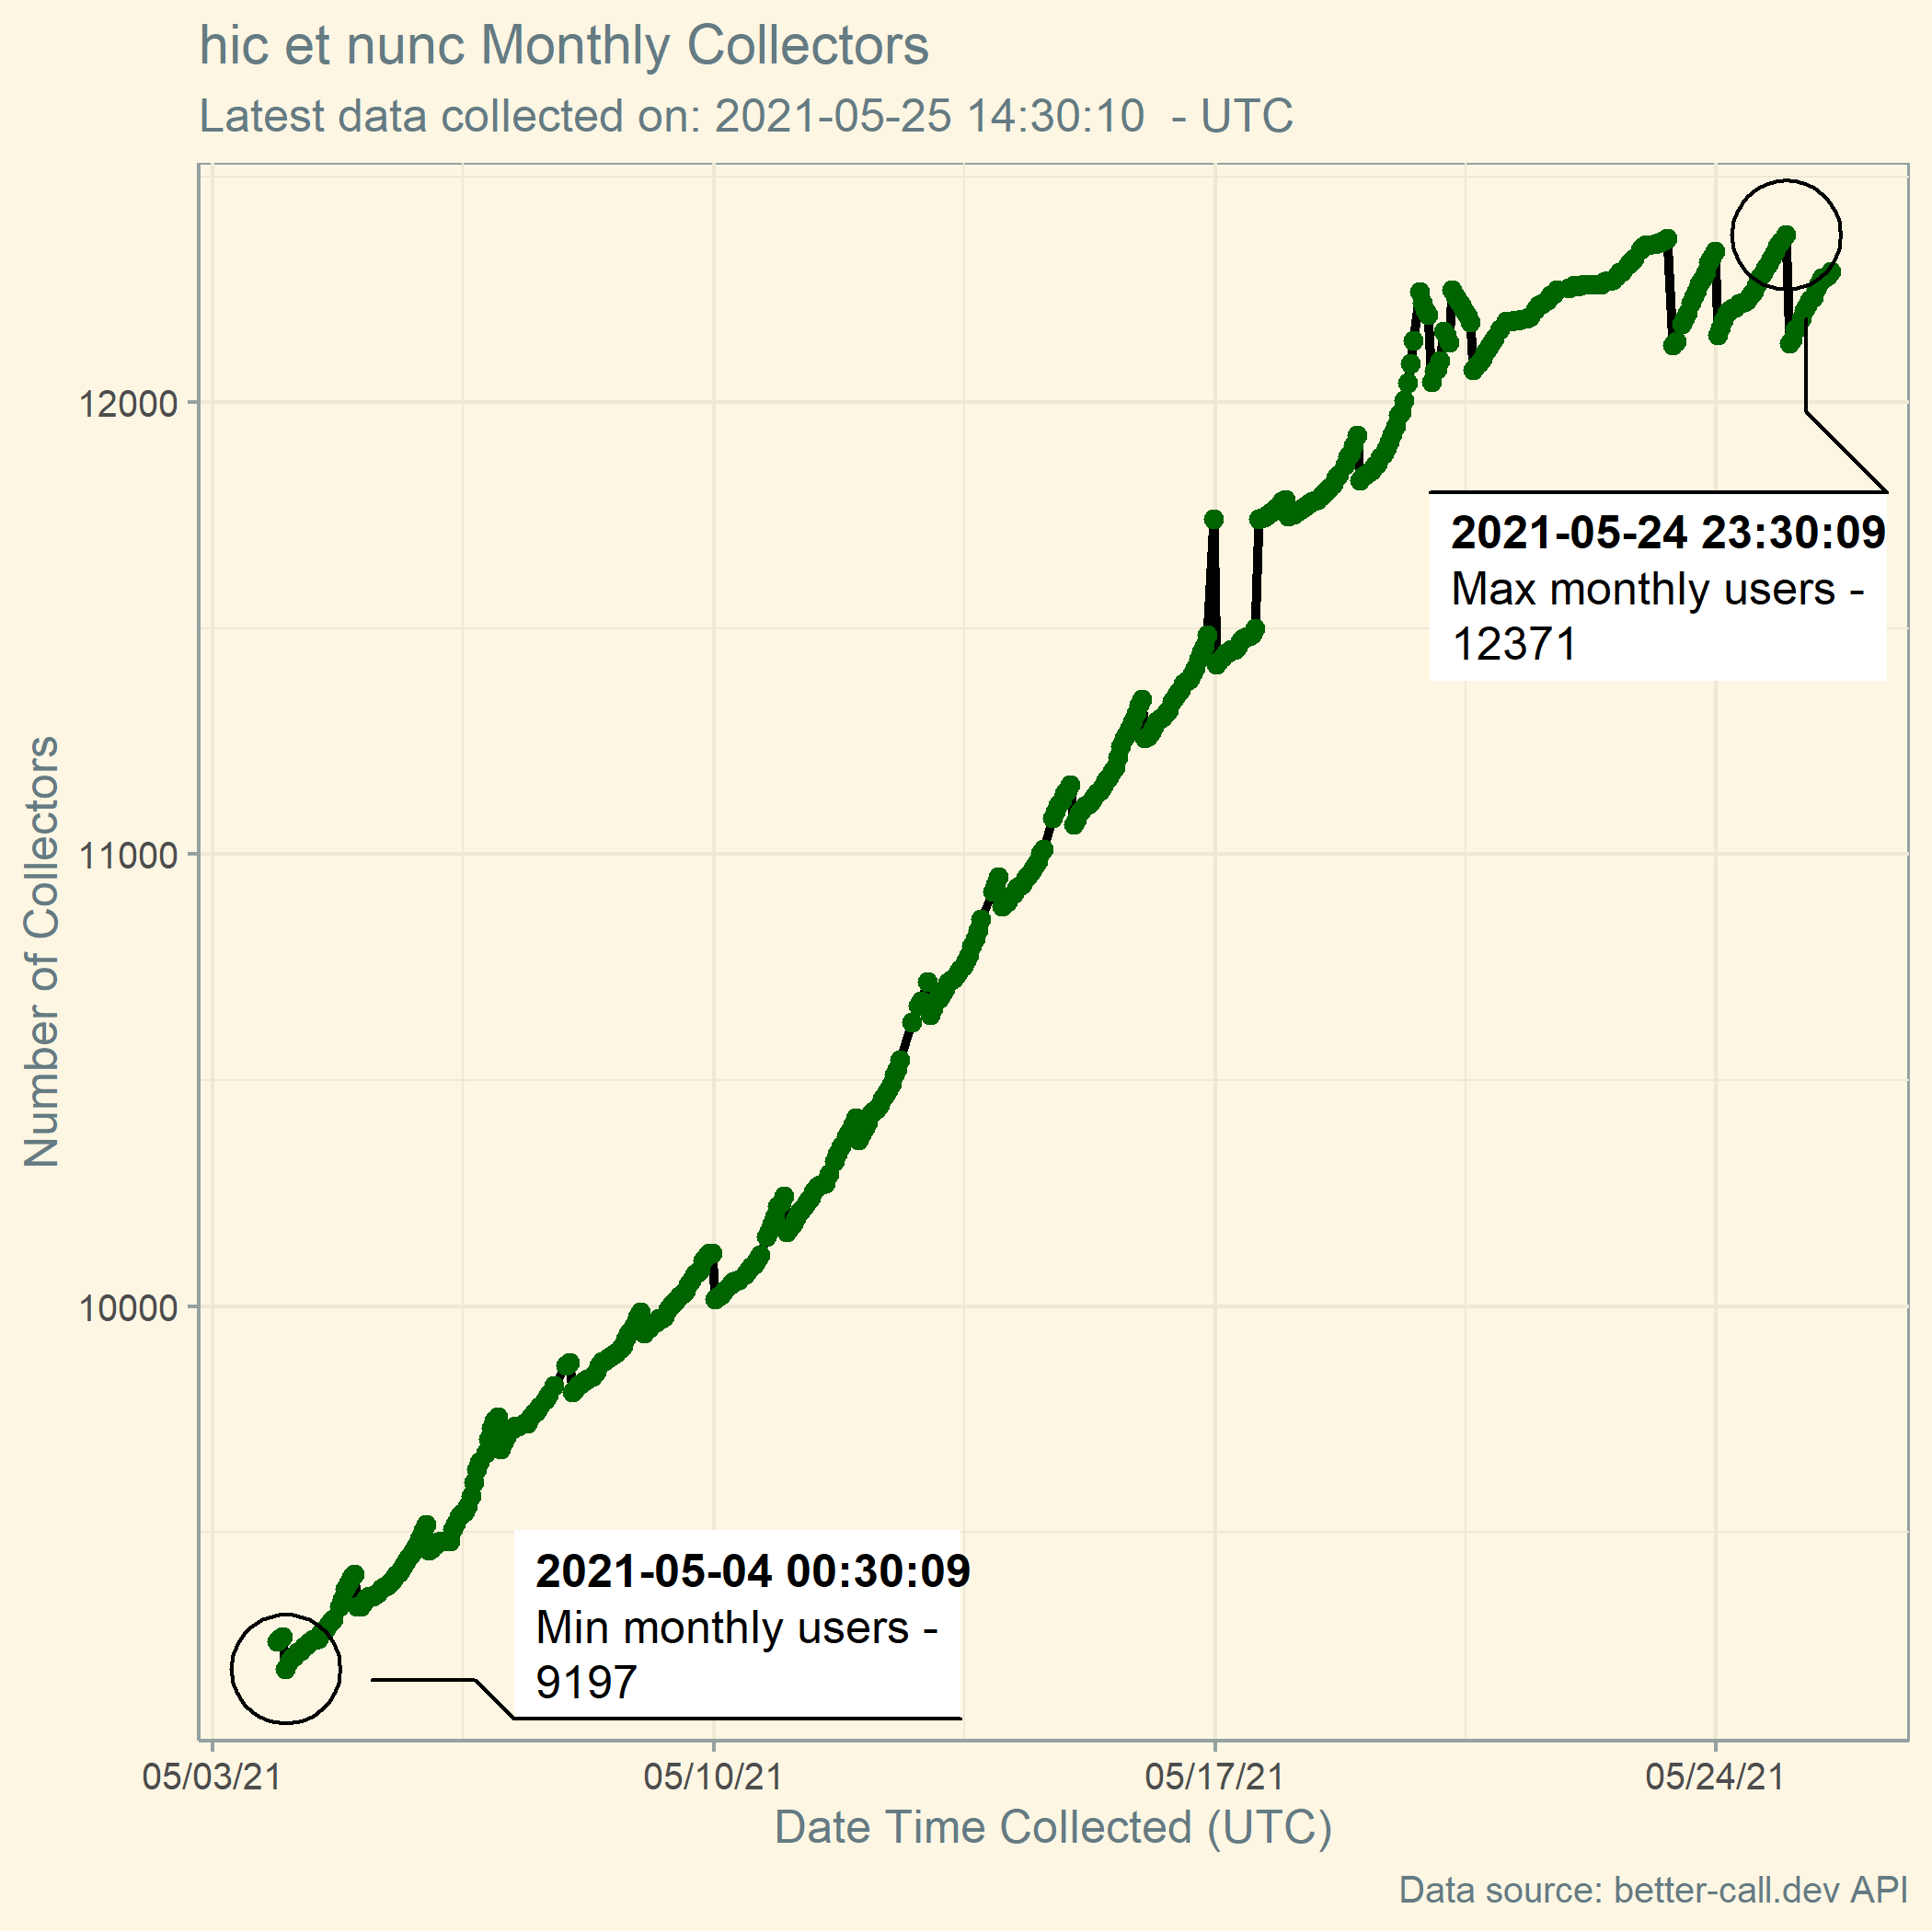 hic et nunc Monthly Collectors
Latest data collected on: 2021-05-25 14:30:10  - UTC
Number of Collectors
12000
11000
10000
2021-05-24 23:30:09
Max monthly users -
12371
2021-05-04 00:30:09
Min monthly users -
9197
05/03/21
05/10/21
05/17/21
05/24/21
Date Time Collected (UTC)
Data source: better-call.dev API